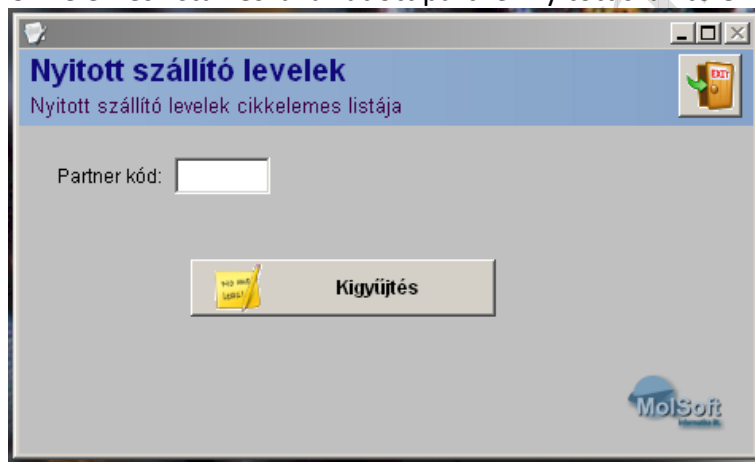 Nyitott szállító levelek
EXIT
Nyitott szállító levelek cikkelemes listája
Partner kód:
Kigyűjtés
MolSoft